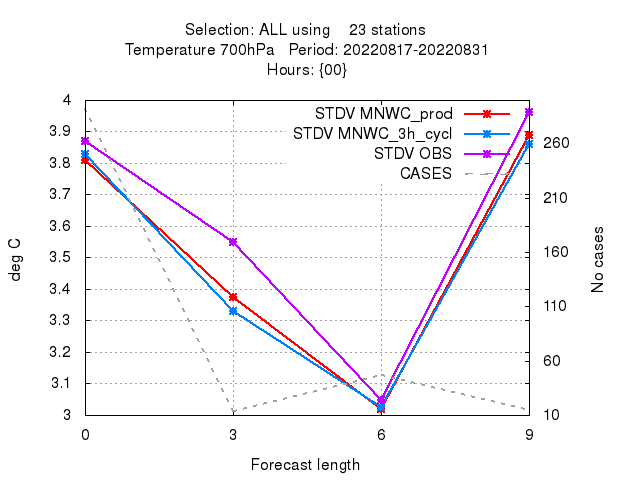 Selection: ALL using 23 stations
Temperature 700hPa Period: 20220817-20220831
Hours: {00}
STDV MNWC_prod
STDV MNWC_3h_cycl
STDV OBS
CASES
deg C
4
3.9
3.8
3.7
3.6
3.5
3.4
3.3
3.2
3.1
3
260
210
160
110
60
10
No cases
0 3 6 9
Forecast length